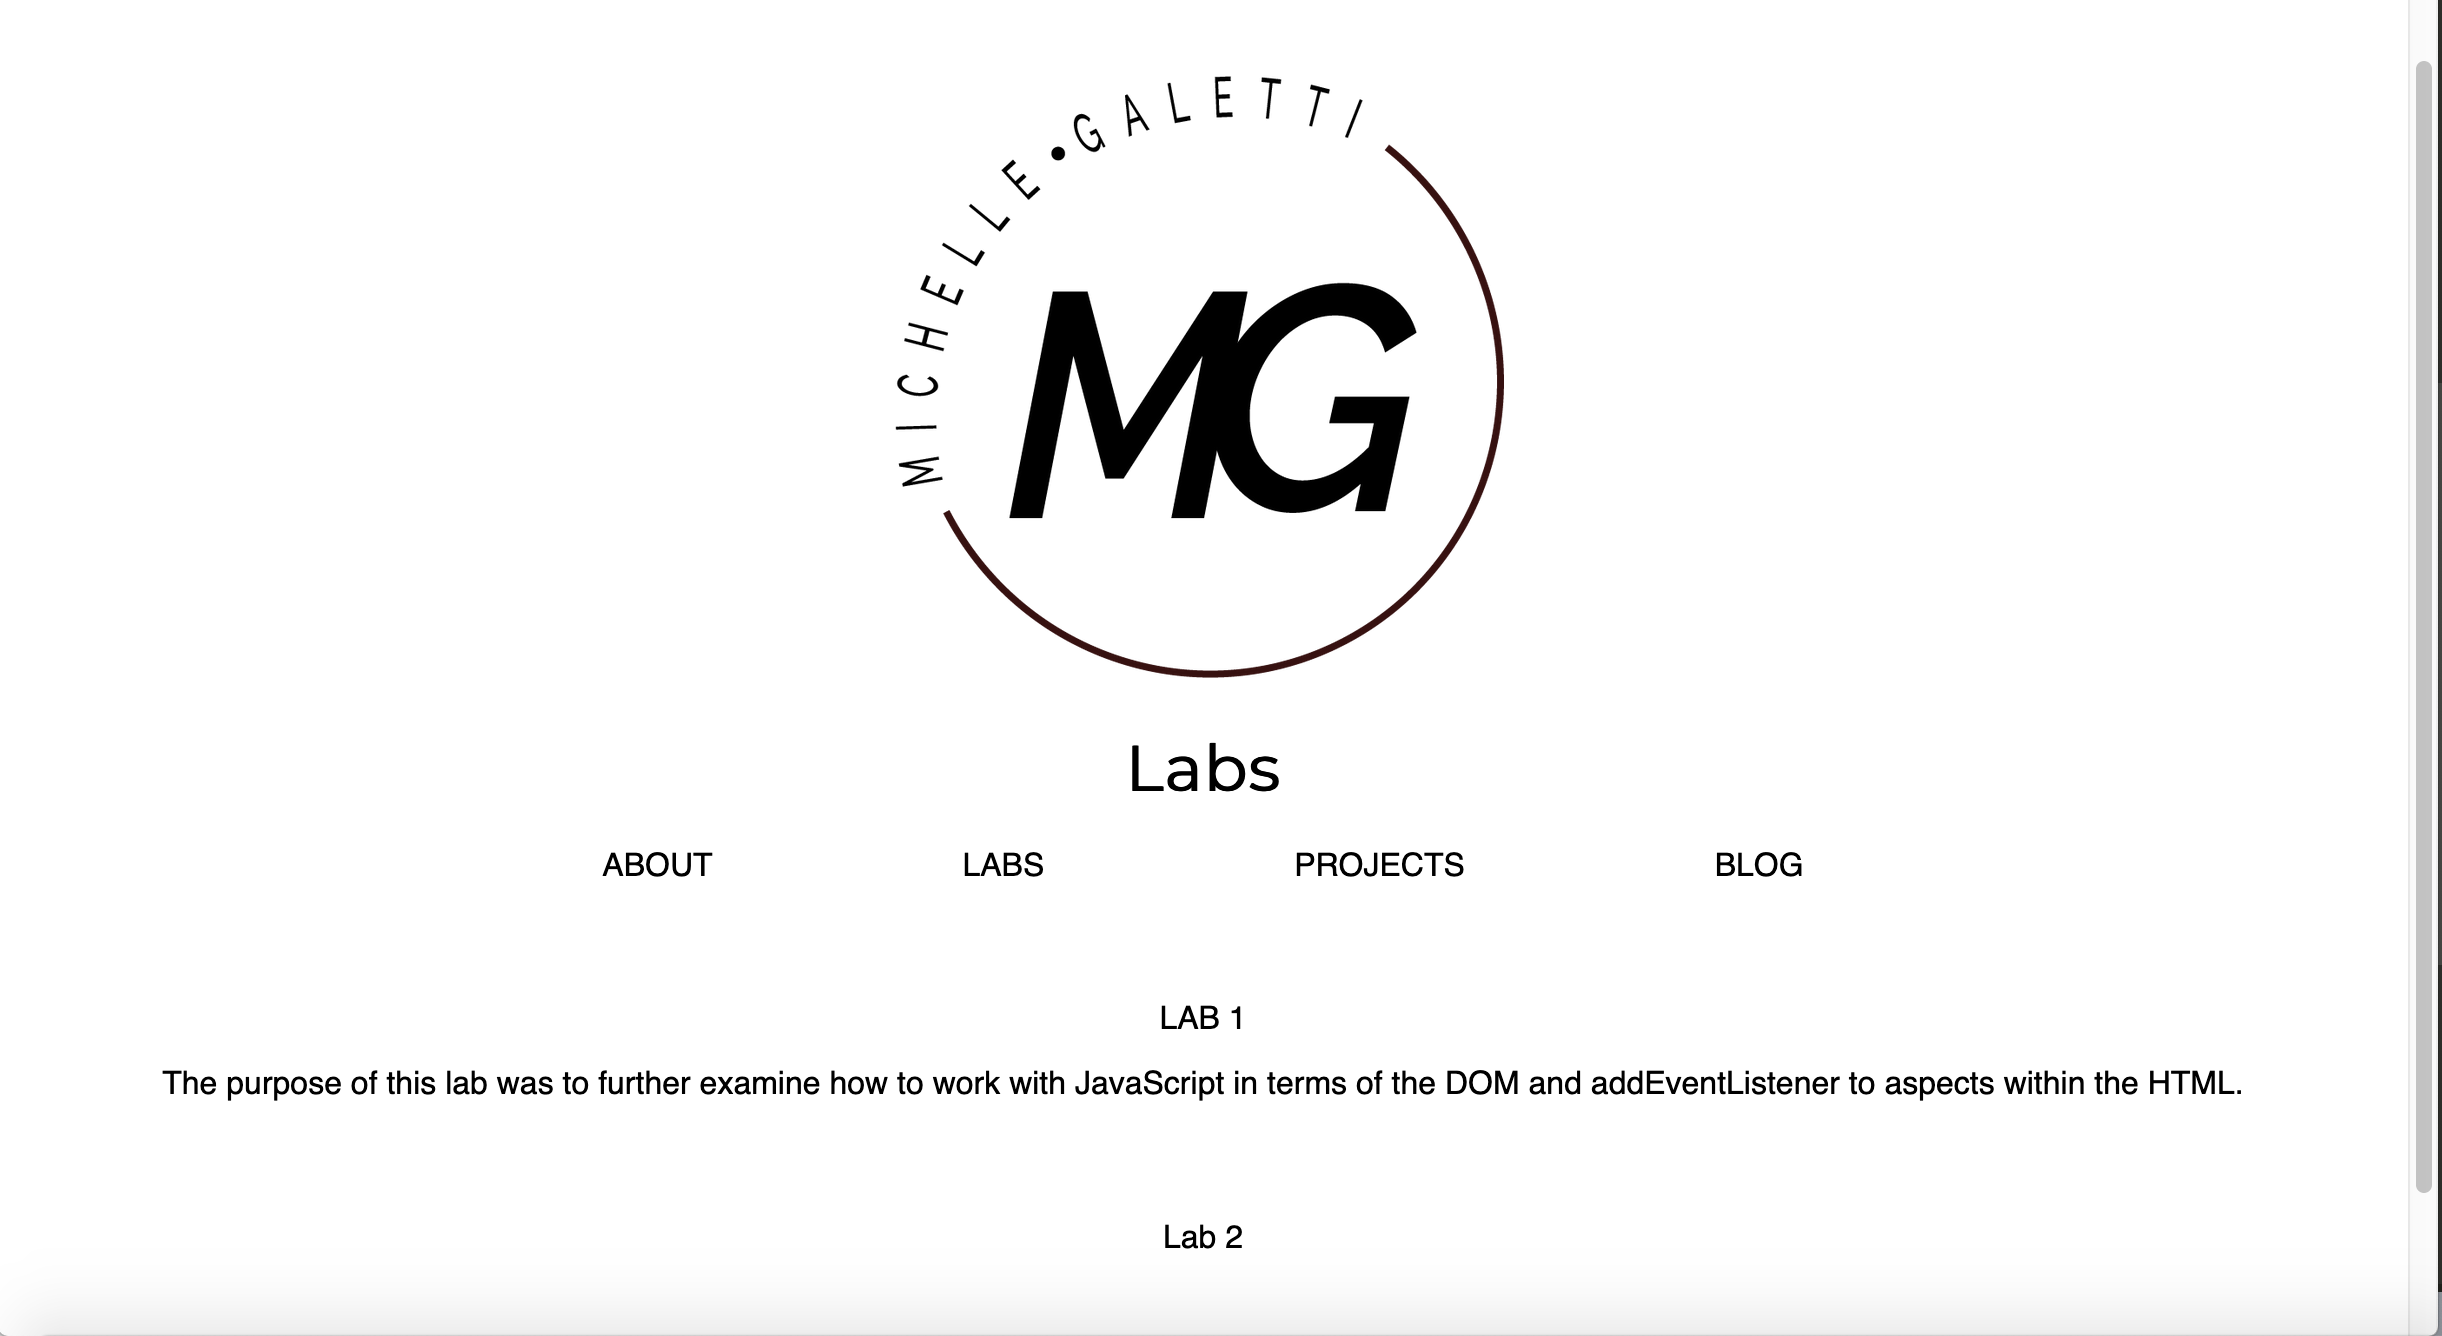 MICHELLE•GALETTI
MG
Labs
ABOUT LABS PROJECTS BLOG
LAB 1
The purpose of this lab was to further examine how to work with JavaScript in terms of the DOM and addEventListener to aspects within the HTML.
Lab 2